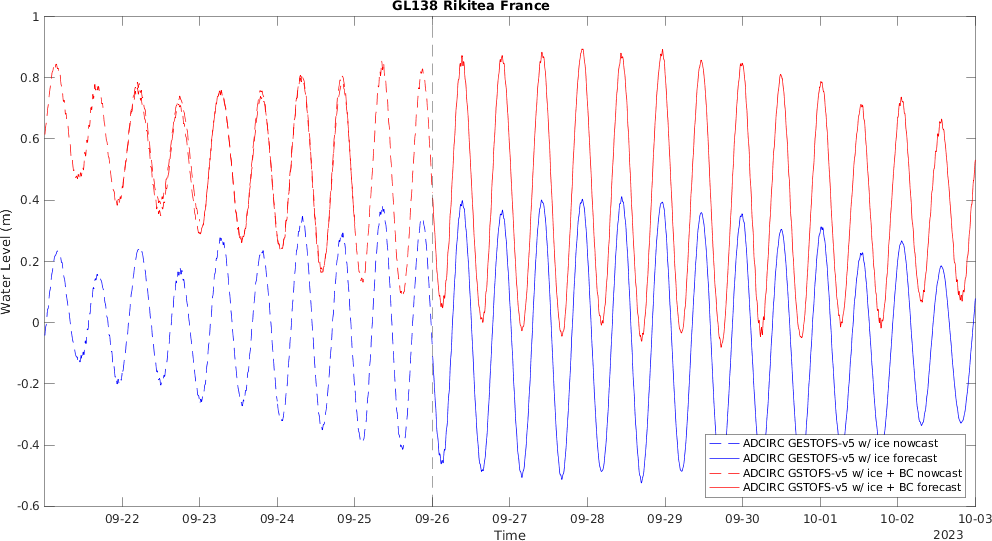 GL138 Rikitea France
Water Level (m)
1
0.8
0.6
0.4
0.2
0
-0.2
-0.4
-0.6
ADCIRC GESTOFS-v5 w/ ice nowcast
ADCIRC GESTOFS-v5 w/ ice forecast
ADCIRC GSTOFS-v5 w/ ice + BC nowcast
ADCIRC GSTOFS-v5 w/ ice + BC forecast
09-22 09-23 09-24 09-25 09-26 09-27 09-28 09-29 09-30 10-01 10-02 10-03
Time
2023